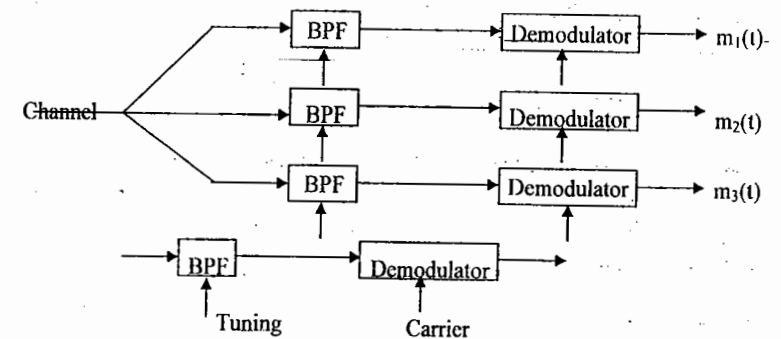 BPF Demodulator m₁(t)
Channel BPF Demodulator m₂(t)
BPF Demodulator m₃(t)
BPF Demodulator
Tuning Carrier